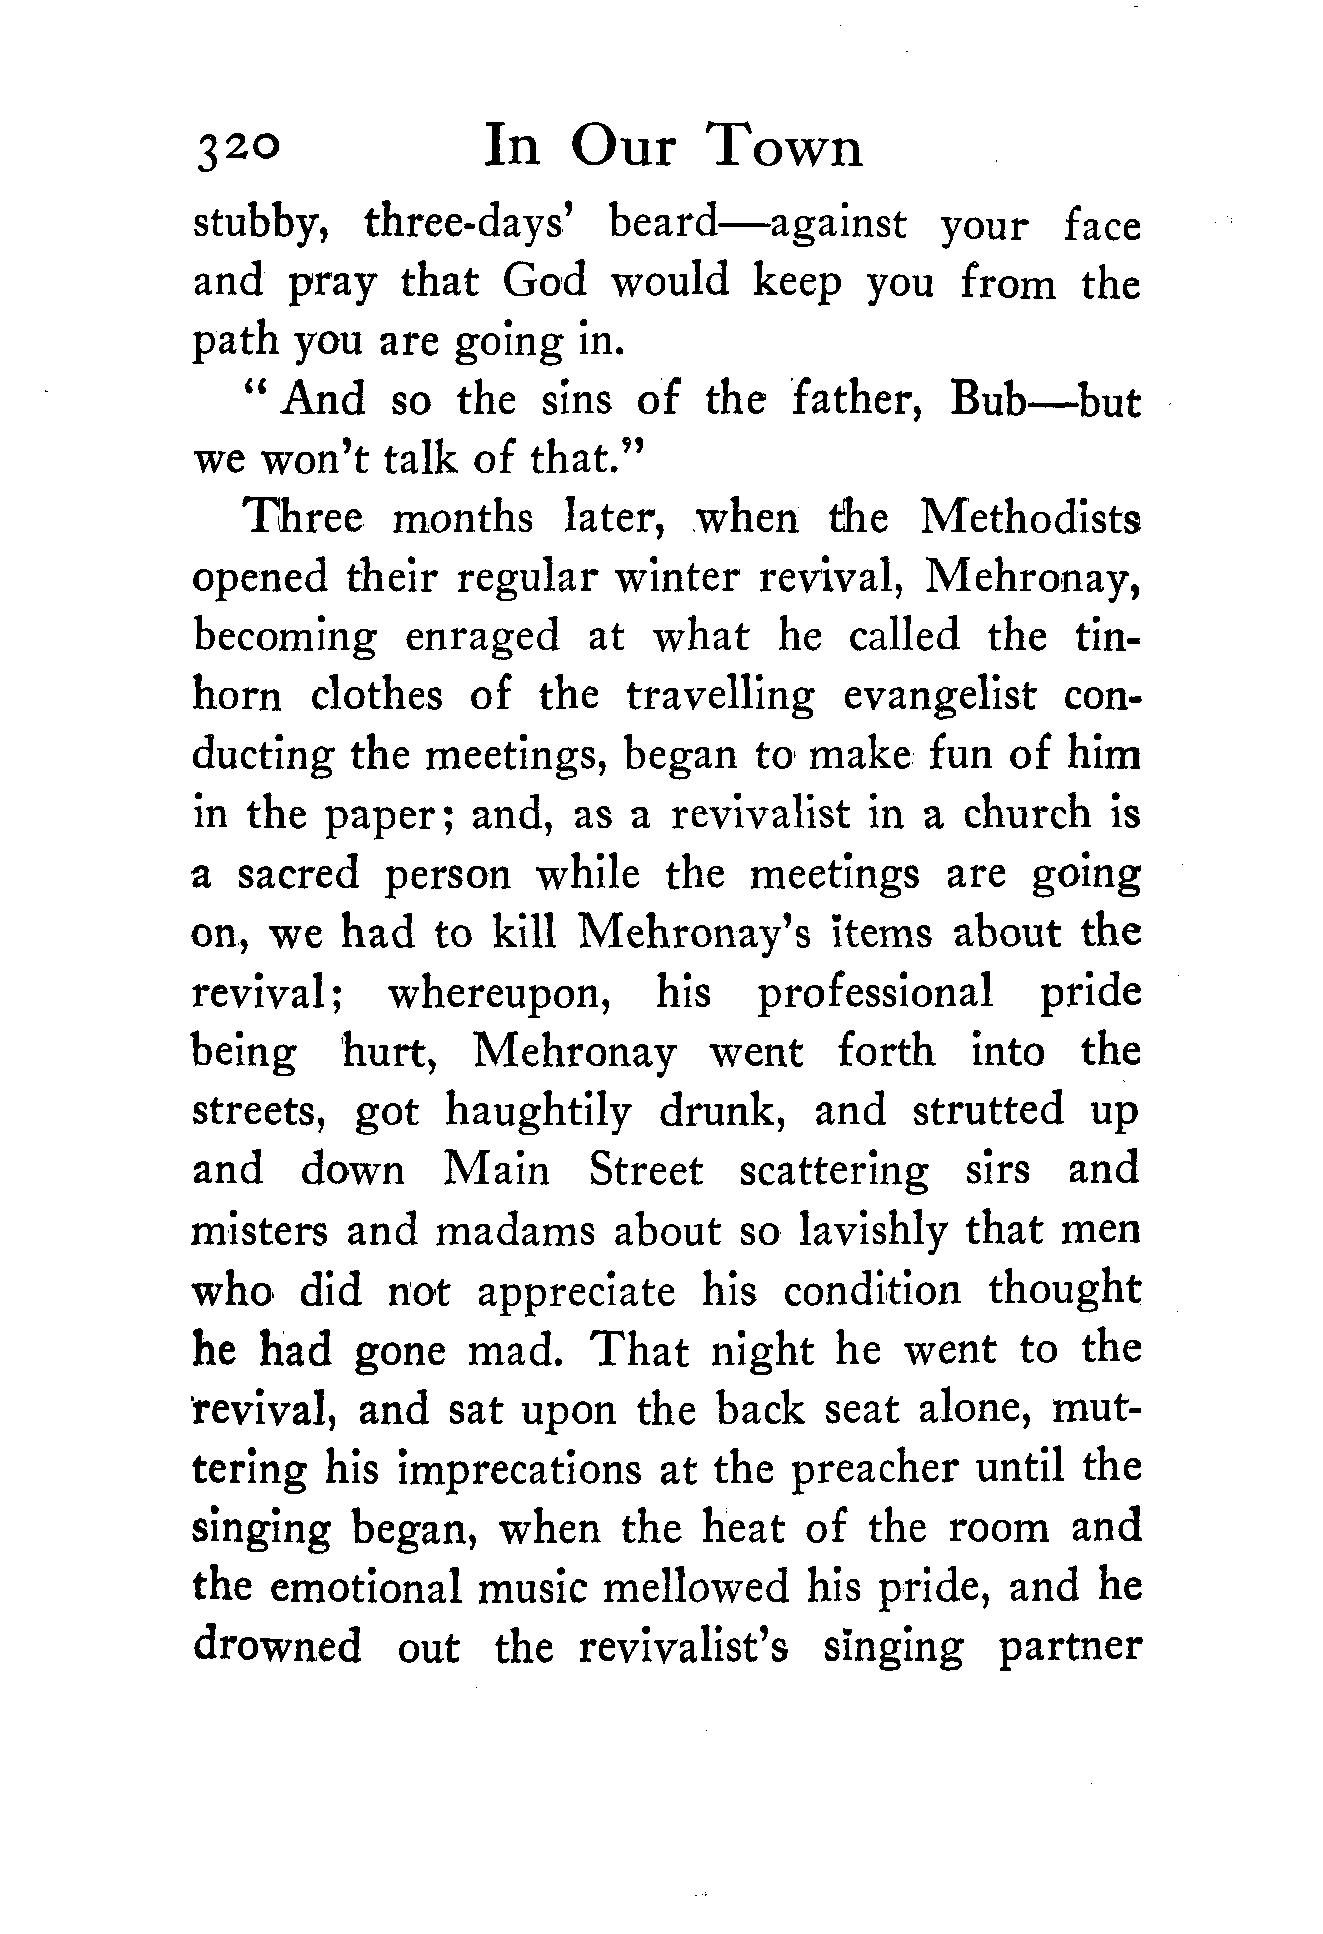 320 In Our Town
stubby, three-days' beard—against your face
and pray that God would keep you from the
path you are going in.
" And so the sins of the father, Bub—but
we won't talk of that."
Three months later, when the Methodists
opened their regular winter revival, Mehronay,
becoming enraged at what he called the tin-
horn clothes of the travelling evangelist con-
ducting the meetings, began to make fun of him
in the paper; and, as a revivalist in a church is
a sacred person while the meetings are going
on, we had to kill Mehronay's items about the
revival; whereupon, his professional pride
being hurt, Mehronay went forth into the
streets, got haughtily drunk, and strutted up
and down Main Street scattering sirs and
misters and madams about so lavishly that men
who did not appreciate his condition thought
he had gone mad. That night he went to the
revival, and sat upon the back seat alone, mut-
tering his imprecations at the preacher until the
singing began, when the heat of the room and
the emotional music mellowed his pride, and he
drowned out the revivalist's singing partner